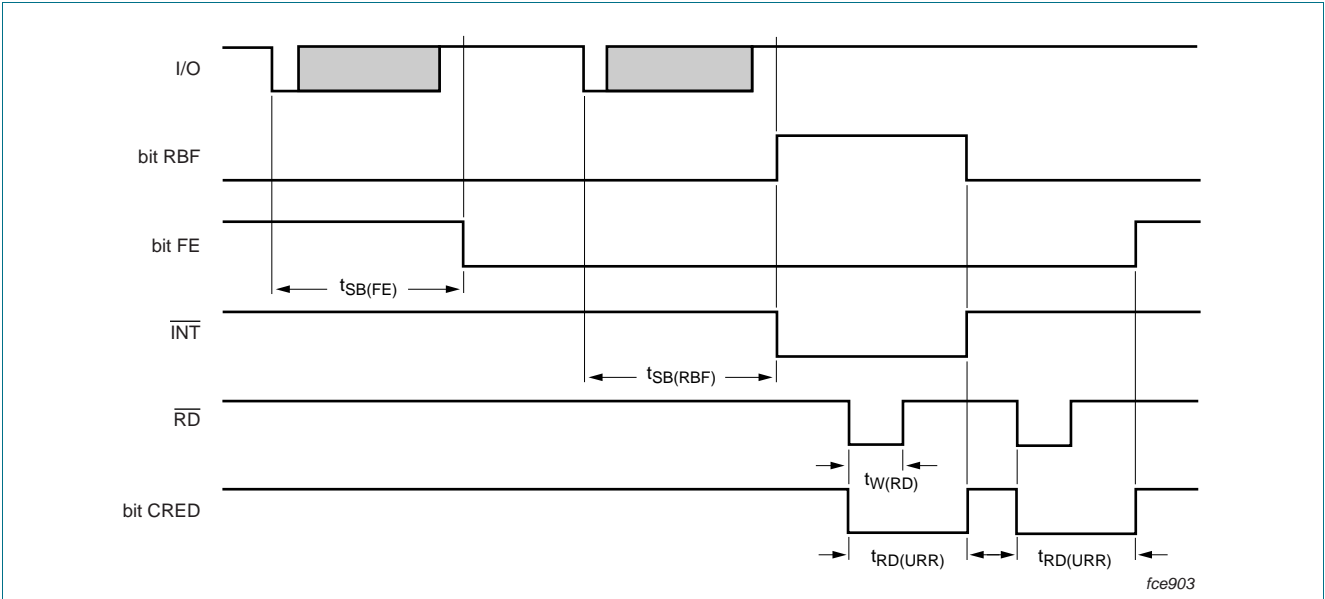 I/O
bit RBF
bit FE
tSB(FE)
INT
tSB(RBF)
RD
tW(RD)
bit CRED
tRD(URR) tRD(URR)
fce903